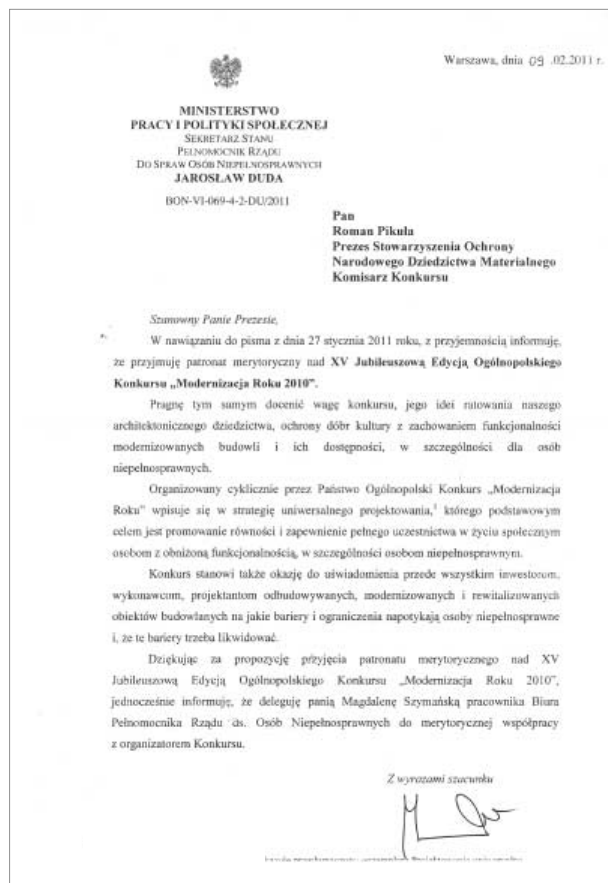 Warszawa, dnia 09 .02.2011 r.
MINISTERSTWO
PRACY I POLITYKI SPOŁECZNEJ
SEKRETARZ STANU
PEŁNOMOCNIK RZĄDU
DO SPRAW OSÓB NIEPEŁNOSPRAWNYCH
JAROSŁAW DUDA
BON-VI-069-4-2-DU/2011
Pan
Roman Pikuła
Prezes Stowarzyszenia Ochrony
Narodowego Dziedzictwa Materialnego
Komisarz Konkursu
Szanowny Panie Prezesie,
W nawiązaniu do pisma z dnia 27 stycznia 2011 roku, z przyjemnością informuję,
że przyjmuję patronat merytoryczny nad XV Jubileuszową Edycją Ogólnopolskiego
Konkursu „Modernizacja Roku 2010”.
Pragnę tym samym docenić wagę konkursu, jego idei ratowania naszego
architektonicznego dziedzictwa, ochrony dóbr kultury z zachowaniem funkcjonalności
modernizowanych budowli i ich dostępności, w szczególności dla osób
niepełnosprawnych.
Organizowany cyklicznie przez Państwo Ogólnopolski Konkurs „Modernizacja
Roku” wpisuje się w strategię uniwersalnego projektowania,¹ którego podstawowym
celem jest promowanie równości i zapewnienie pełnego uczestnictwa w życiu społecznym
osobom z obniżoną funkcjonalnością, w szczególności osobom niepełnosprawnym.
Konkurs stanowi także okazję do uświadomienia przede wszystkim inwestorom,
wykonawcom, projektantom odbudowywanych, modernizowanych i rewitalizowanych
obiektów budowlanych na jakie bariery i ograniczenia napotykają osoby niepełnosprawne
i, że te bariery trzeba likwidować.
Dziękując za propozycję przyjęcia patronatu merytorycznego nad XV
Jubileuszową Edycją Ogólnopolskiego Konkursu „Modernizacja Roku 2010”,
jednocześnie informuję, że deleguję panią Magdalenę Szymańską pracownika Biura
Pełnomocnika Rządu ds. Osób Niepełnosprawnych do merytorycznej współpracy
z organizatorem Konkursu.
Z wyrazami szacunku